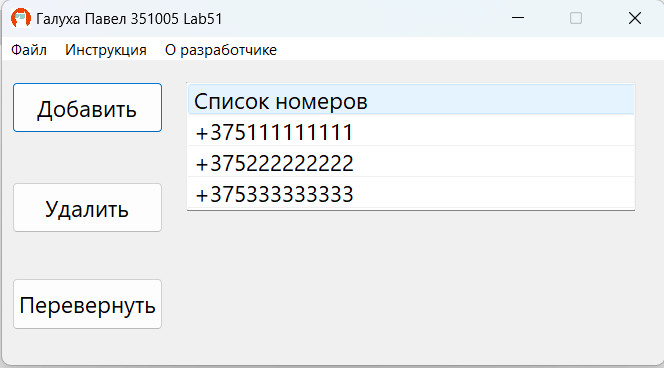 Галуха Павел 351005 Lab51
Файл Инструкция О разработчике
Добавить
Удалить
Перевернуть
Список номеров
+375111111111
+375222222222
+375333333333